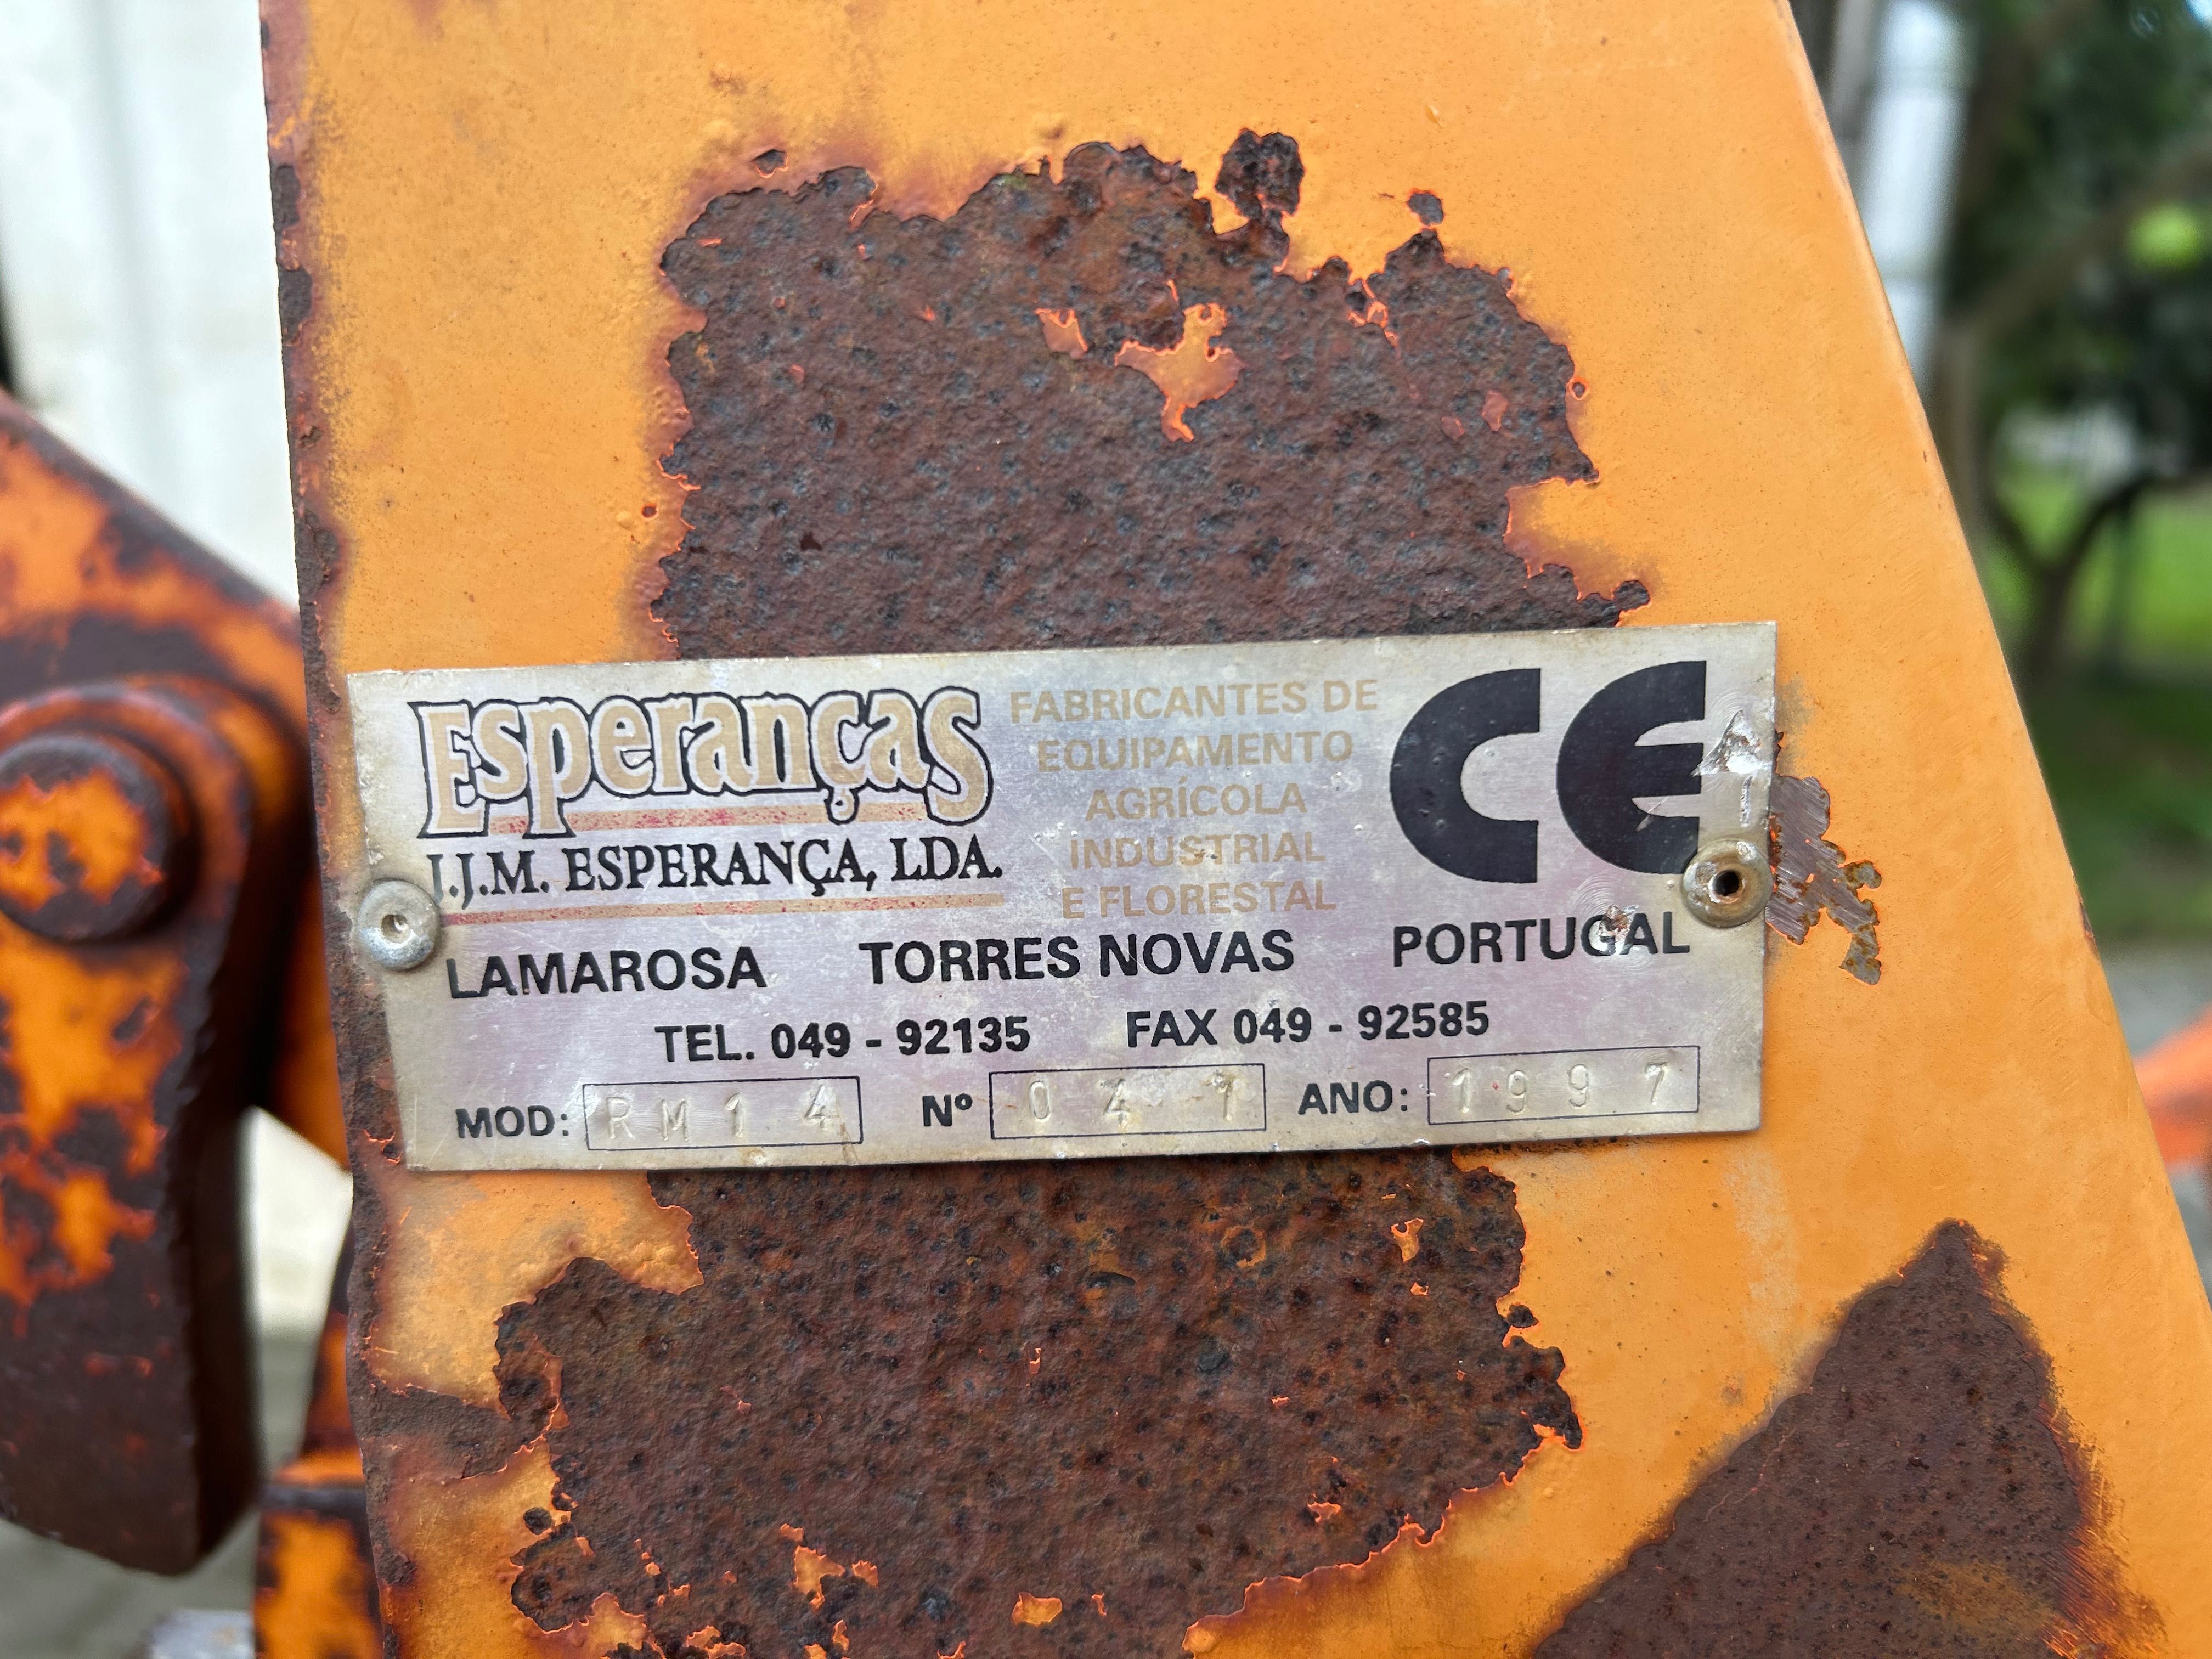 Esperanças
J.J.M. ESPERANÇA, LDA.
FABRICANTES DE
EQUIPAMENTO
AGRÍCOLA
INDUSTRIAL
E FLORESTAL
CE
LAMAROSA TORRES NOVAS PORTUGAL
TEL. 049 - 92135 FAX 049 - 92585
MOD: RM14 Nº 041 ANO: 1997